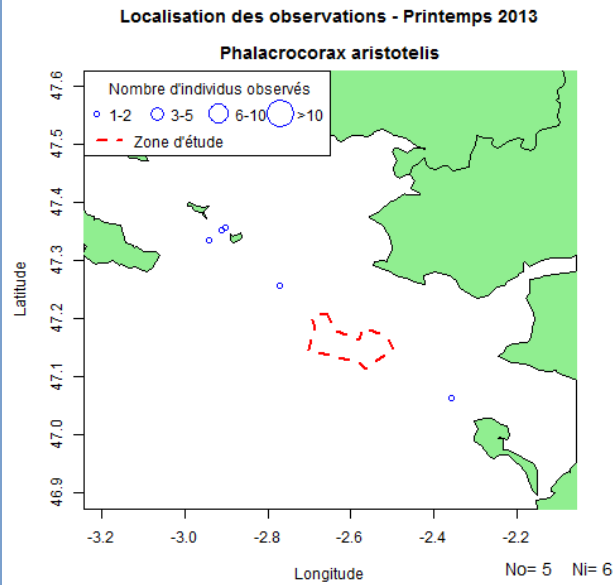 Localisation des observations - Printemps 2013
Phalacrocorax aristotelis
Nombre d'individus observés
1-2 3-5 6-10 >10
Zone d'étude
47.6
47.5
47.4
47.3
47.2
47.1
47.0
46.9
Latitude
-3.2 -3.0 -2.8 -2.6 -2.4 -2.2
Longitude
No= 5 Ni= 6